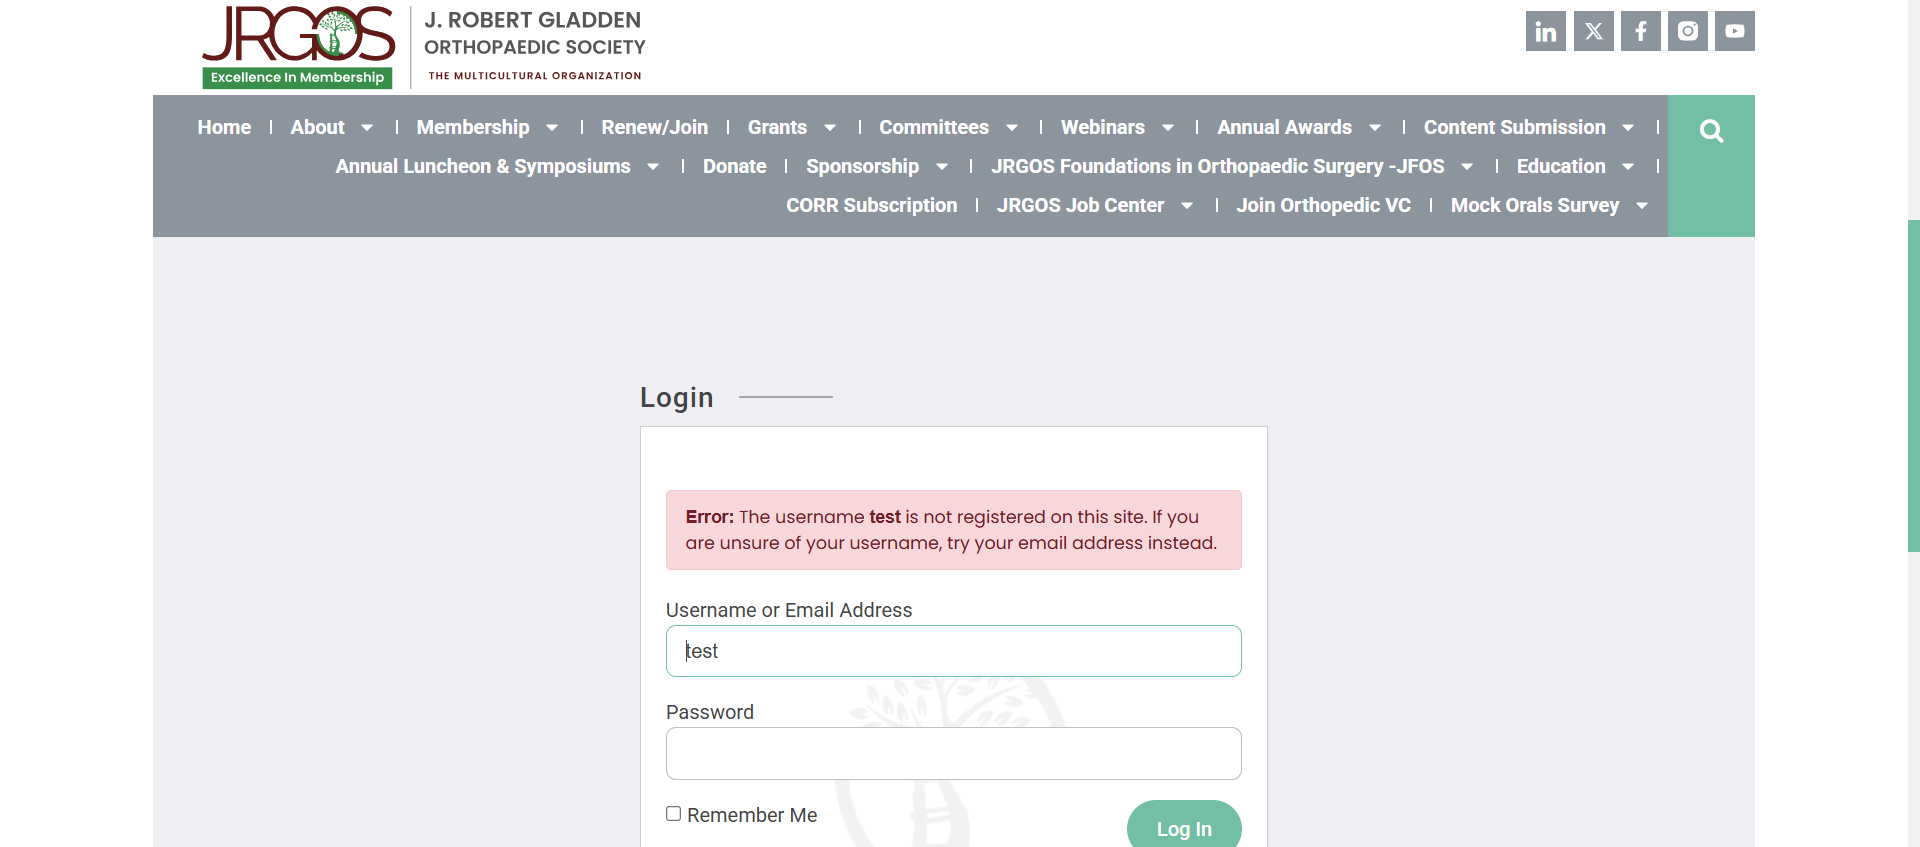 JRGOS
Excellence In Membership
J. ROBERT GLADDEN
ORTHOPAEDIC SOCIETY
THE MULTICULTURAL ORGANIZATION
Home | About | Membership | Renew/Join | Grants | Committees | Webinars | Annual Awards | Content Submission |
Annual Luncheon & Symposiums | Donate | Sponsorship | JRGOS Foundations in Orthopaedic Surgery -JFOS | Education |
CORR Subscription | JRGOS Job Center | Join Orthopedic VC | Mock Orals Survey
Login
Error: The username test is not registered on this site. If you
are unsure of your username, try your email address instead.
Username or Email Address
test
Password
Remember Me
Log In